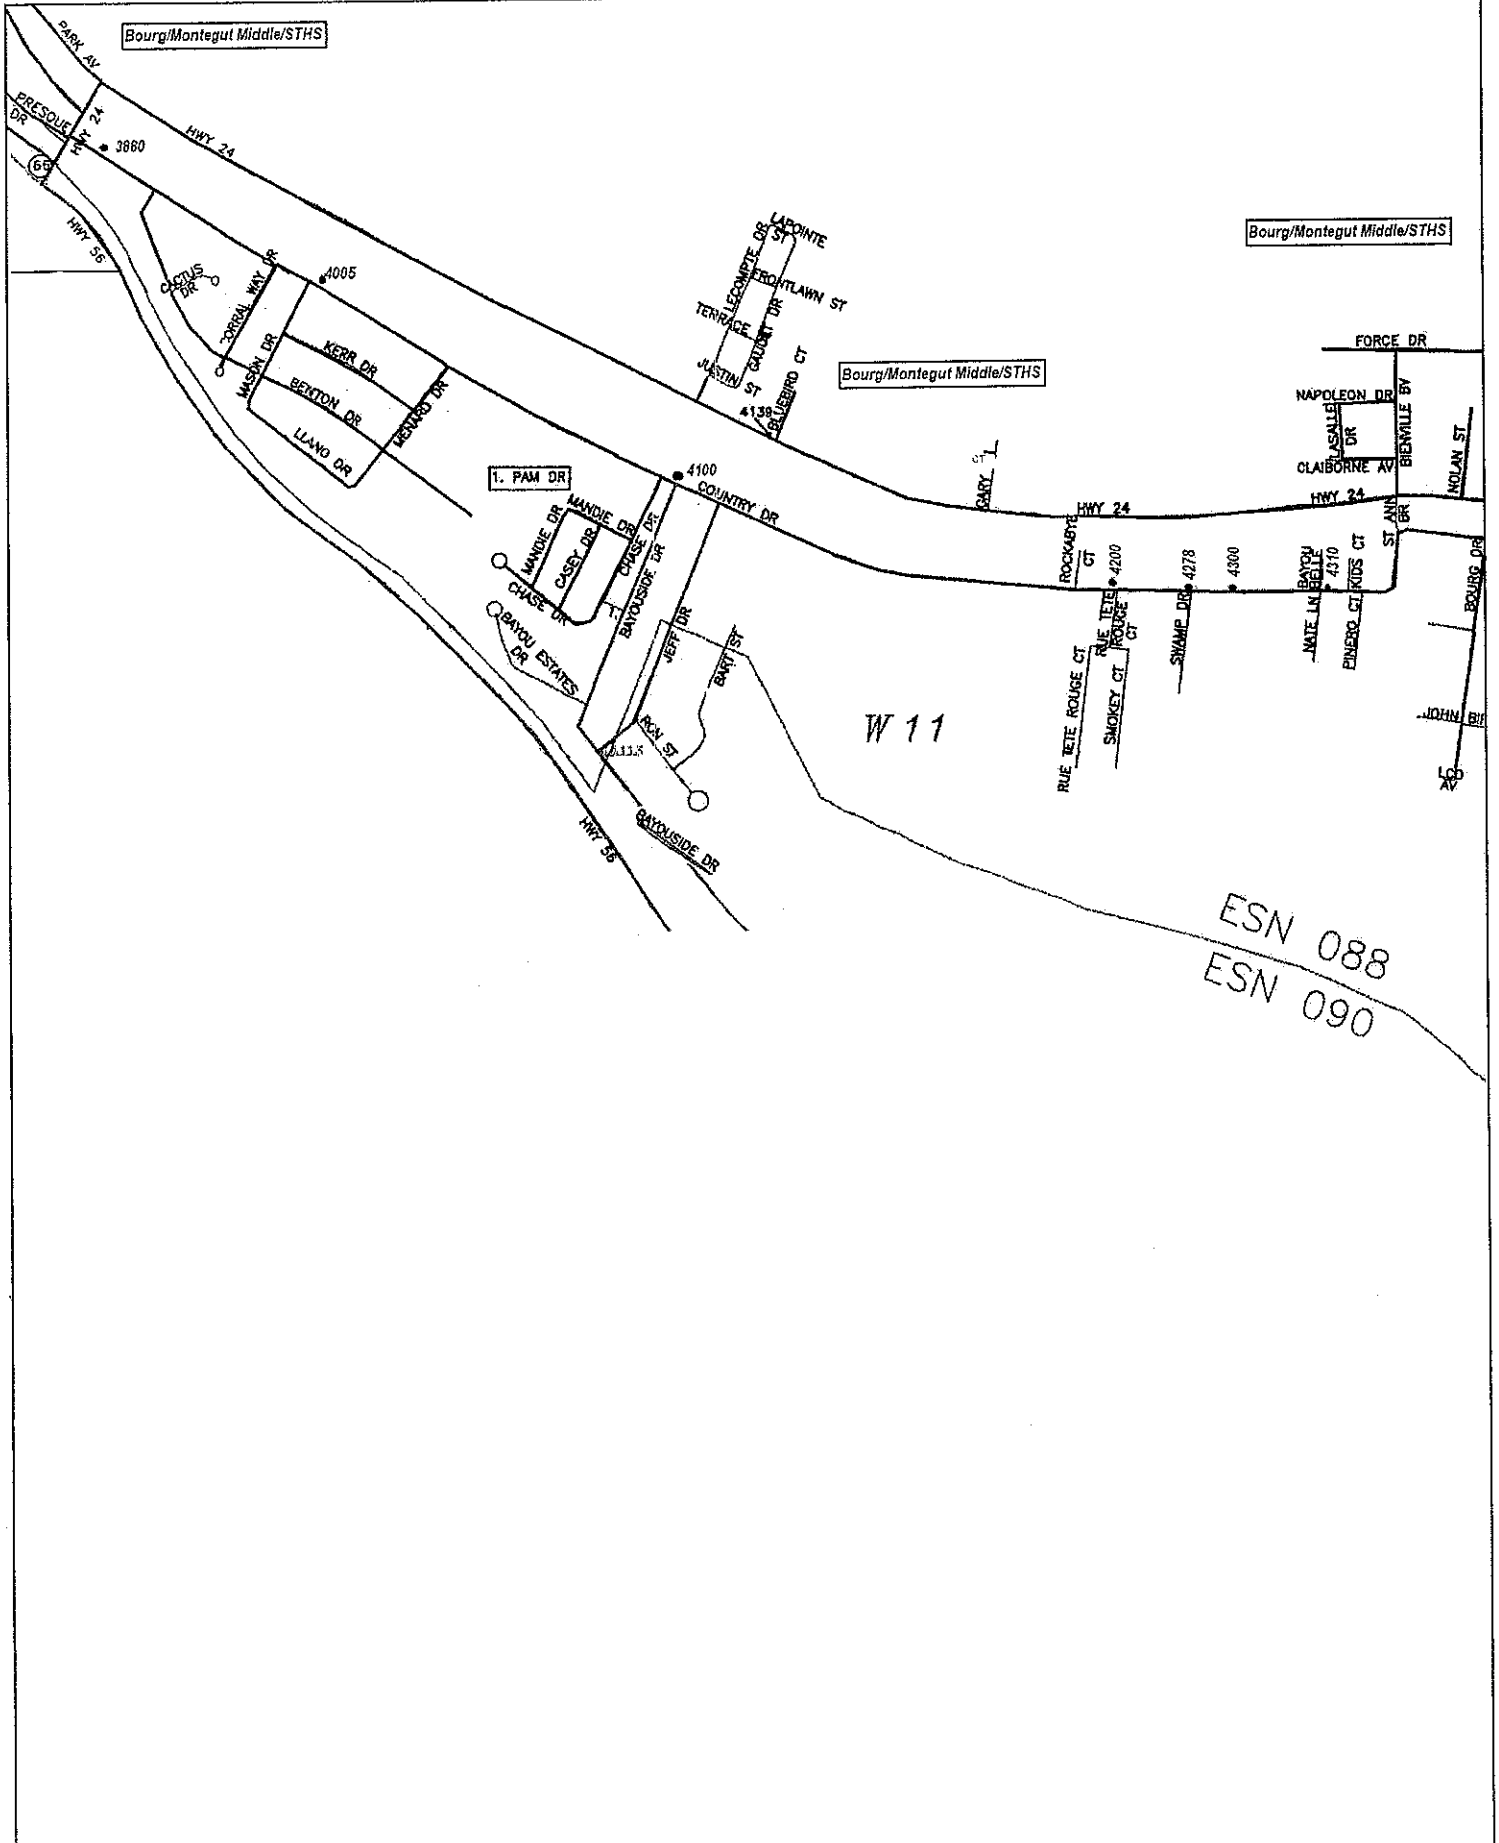 Bourg/Montegut Middle/STHS
PARK AV
PRESQUE
DR
HWY 24
HWY 24
3860
HWY 56
Bourg/Montegut Middle/STHS
LAPOINTE
ST
LECOMPTE DR
FRONTLAWN ST
TERRACE
GAUDET DR
JUSTIN ST
BLUEBIRD CT
4139
CACTUS
DR
CORRAL WAY DR
4005
MASON DR
KERR DR
BENTON DR
MENARD DR
LLANO DR
Bourg/Montegut Middle/STHS
FORCE DR
NAPOLEON DR
LASALLE
DR
BIENVILLE BV
CLAIBORNE AV
NOLAN ST
1. PAM DR
4100
COUNTRY DR
MANDIE DR
MANDIE DR
CASEY DR
CHASE DR
CHASE DR
BAYOUSIDE DR
GARY
CT
HWY 24
HWY 24
ST ANN
BR
ROCKABYE
CT
4200
4278
4300
BAYOU
BELLE
4310
KIDS CT
BOURG DR
BAYOU ESTATES
DR
JEFF DR
BART ST
RUE TETE
ROUGE
CT
SWAMP DR
NATE LN
PINERO CT
RUE TETE ROUGE CT
SMOKEY CT
W 11
RON ST
JOHN
LCD
AV
HWY 56
BAYOUSIDE DR
ESN 088
ESN 090